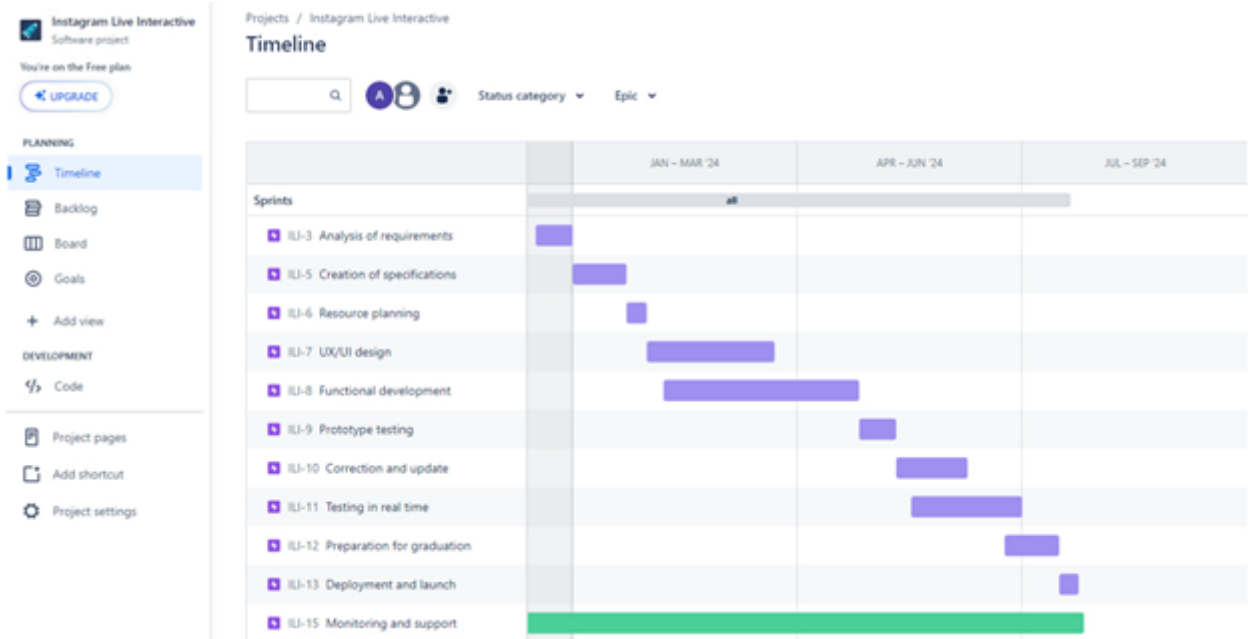 Instagram Live Interactive
Software project
You're on the Free plan
UPGRADE
PLANNING
Timeline
Backlog
Board
Goals
Add view
DEVELOPMENT
Code
Project pages
Add shortcut
Project settings
Projects / Instagram Live Interactive
Timeline
A
Status category
Epic
JAN – MAR '24
APR – JUN '24
JUL – SEP '24
Sprints
all
ILI-3 Analysis of requirements
ILI-5 Creation of specifications
ILI-6 Resource planning
ILI-7 UX/UI design
ILI-8 Functional development
ILI-9 Prototype testing
ILI-10 Correction and update
ILI-11 Testing in real time
ILI-12 Preparation for graduation
ILI-13 Deployment and launch
ILI-15 Monitoring and support